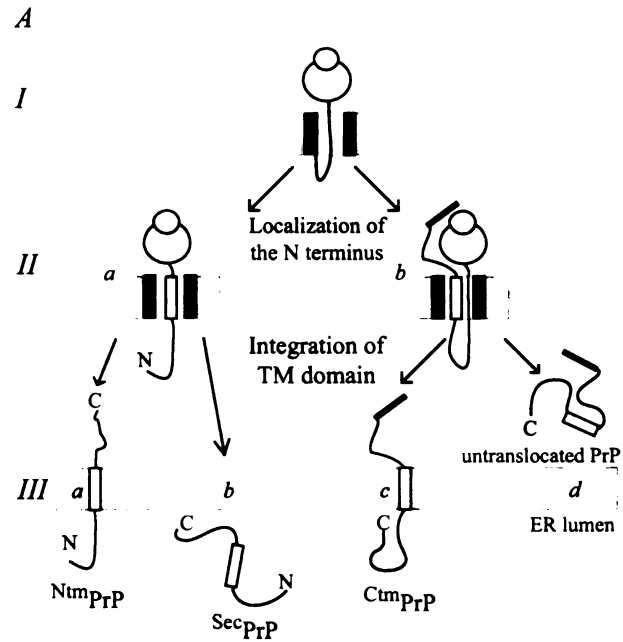 A
I
Localization of
the N terminus
II
a
b
N
Integration of
TM domain
C
C
untranslocated PrP
III
a
b
c
d
C
C
ER lumen
N
N
NtmPrP
SecPrP
CtmPrP